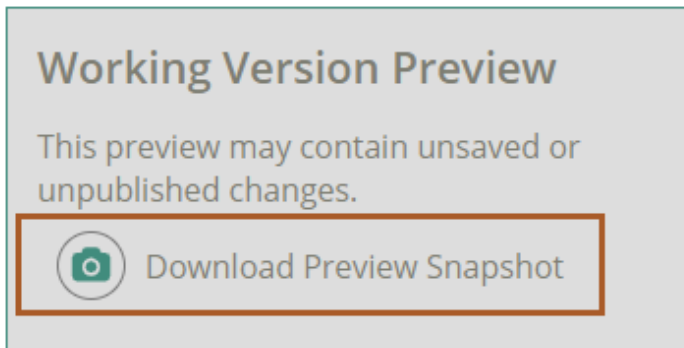 Working Version Preview
This preview may contain unsaved or
unpublished changes.
Download Preview Snapshot